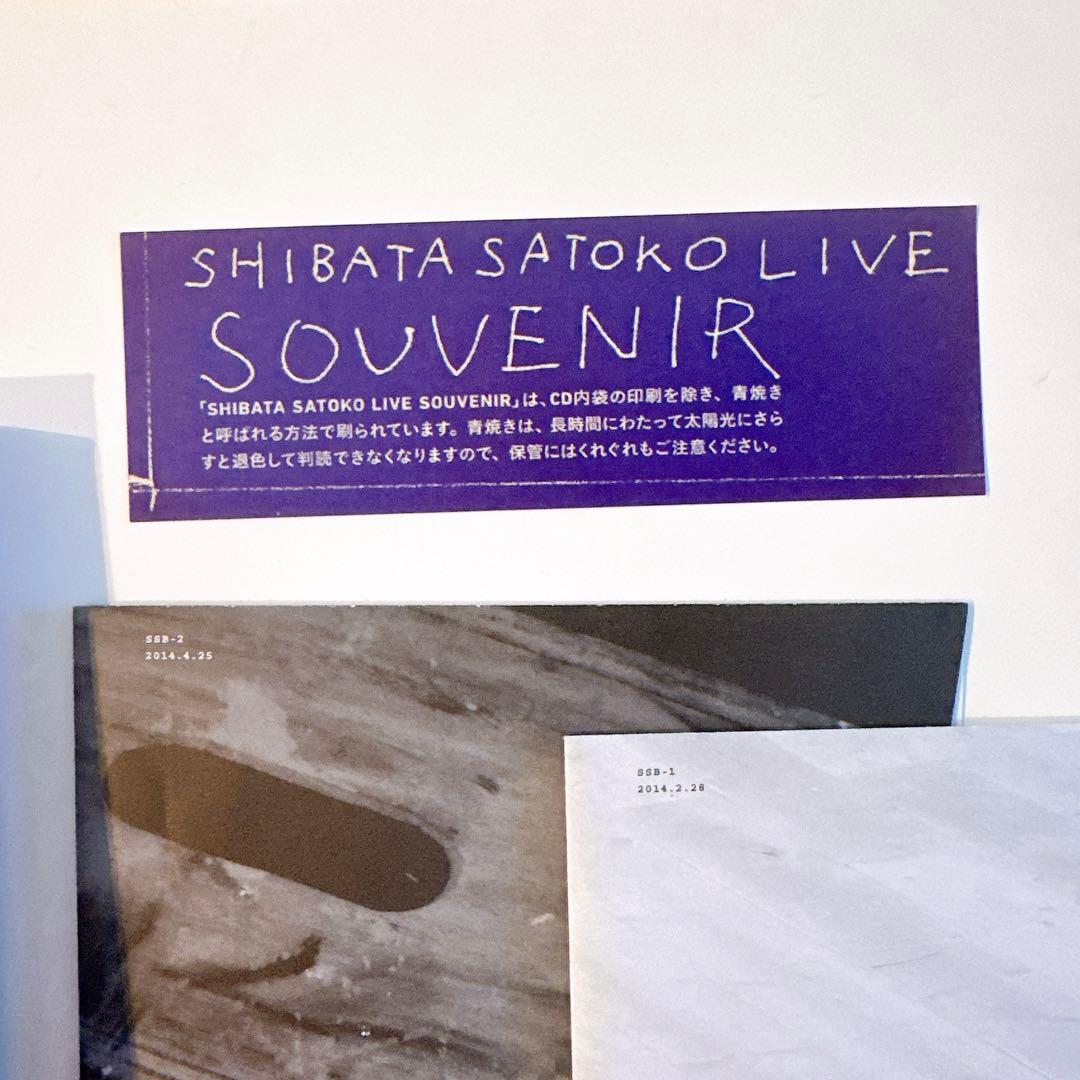 SHIBATA SATOKO LIVE
SOUVENIR
「SHIBATA SATOKO LIVE SOUVENIR」は、CD内袋の印刷を除き、青焼き
と呼ばれる方法で刷られています。青焼きは、長時間にわたって太陽光にさら
すと退色して判読できなくなりますので、保管にはくれぐれもご注意ください。
SSB-2
2014.4.25
SSB-1
2014.2.28